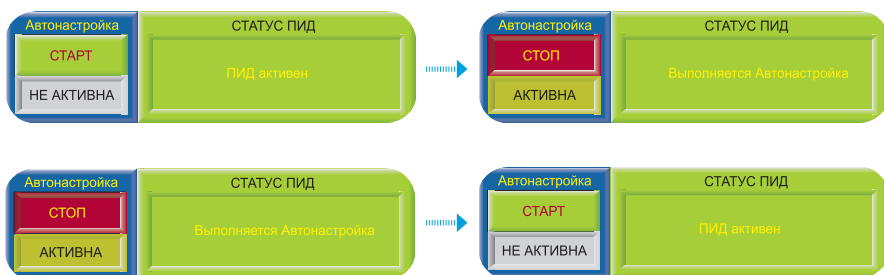 Автонастройка
СТАРТ
НЕ АКТИВНА
СТАТУС ПИД
ПИД активен
Автонастройка
СТОП
АКТИВНА
СТАТУС ПИД
Выполняется Автонастройка
Автонастройка
СТОП
АКТИВНА
СТАТУС ПИД
Выполняется Автонастройка
Автонастройка
СТАРТ
НЕ АКТИВНА
СТАТУС ПИД
ПИД активен